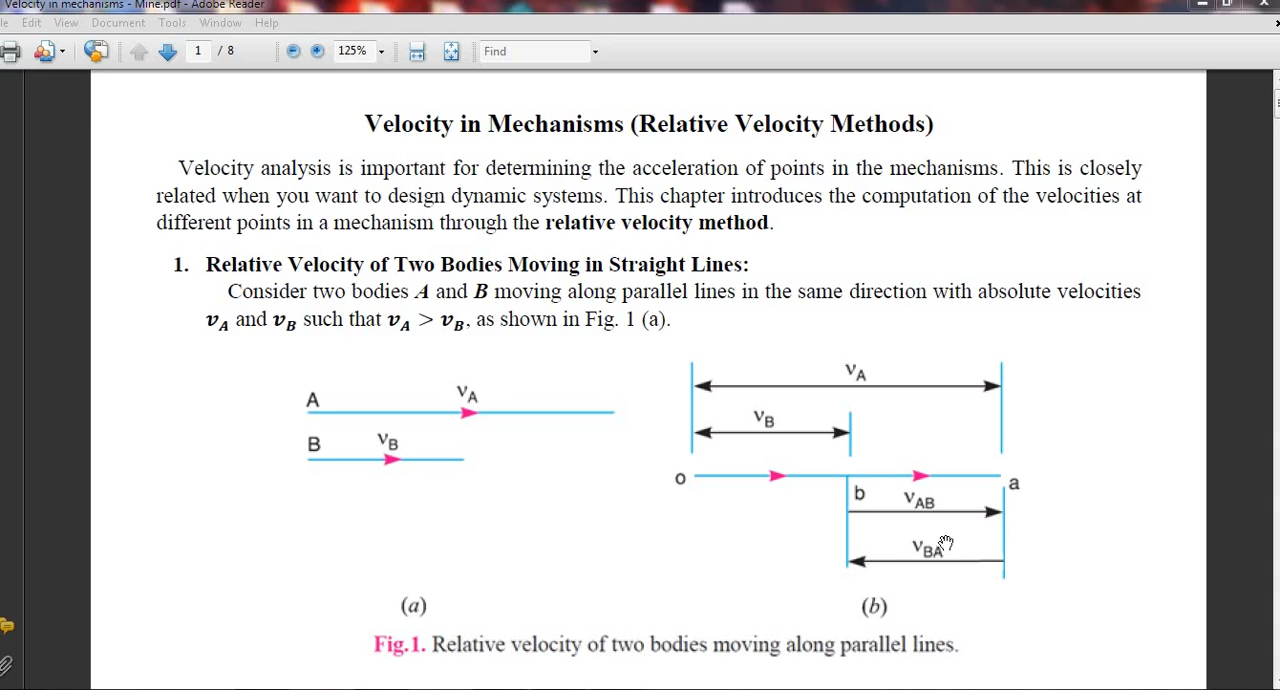 Velocity in mechanisms - Mine.pdf - Adobe Reader
le Edit View Document Tools Window Help
1 / 8 125% Find
Velocity in Mechanisms (Relative Velocity Methods)
Velocity analysis is important for determining the acceleration of points in the mechanisms. This is closely
related when you want to design dynamic systems. This chapter introduces the computation of the velocities at
different points in a mechanism through the relative velocity method.
1. Relative Velocity of Two Bodies Moving in Straight Lines:
Consider two bodies A and B moving along parallel lines in the same direction with absolute velocities
vA and vB such that vA > vB, as shown in Fig. 1 (a).
A vA
B vB
vA
vB
o a
b vAB
vBA
(a) (b)
Fig.1. Relative velocity of two bodies moving along parallel lines.